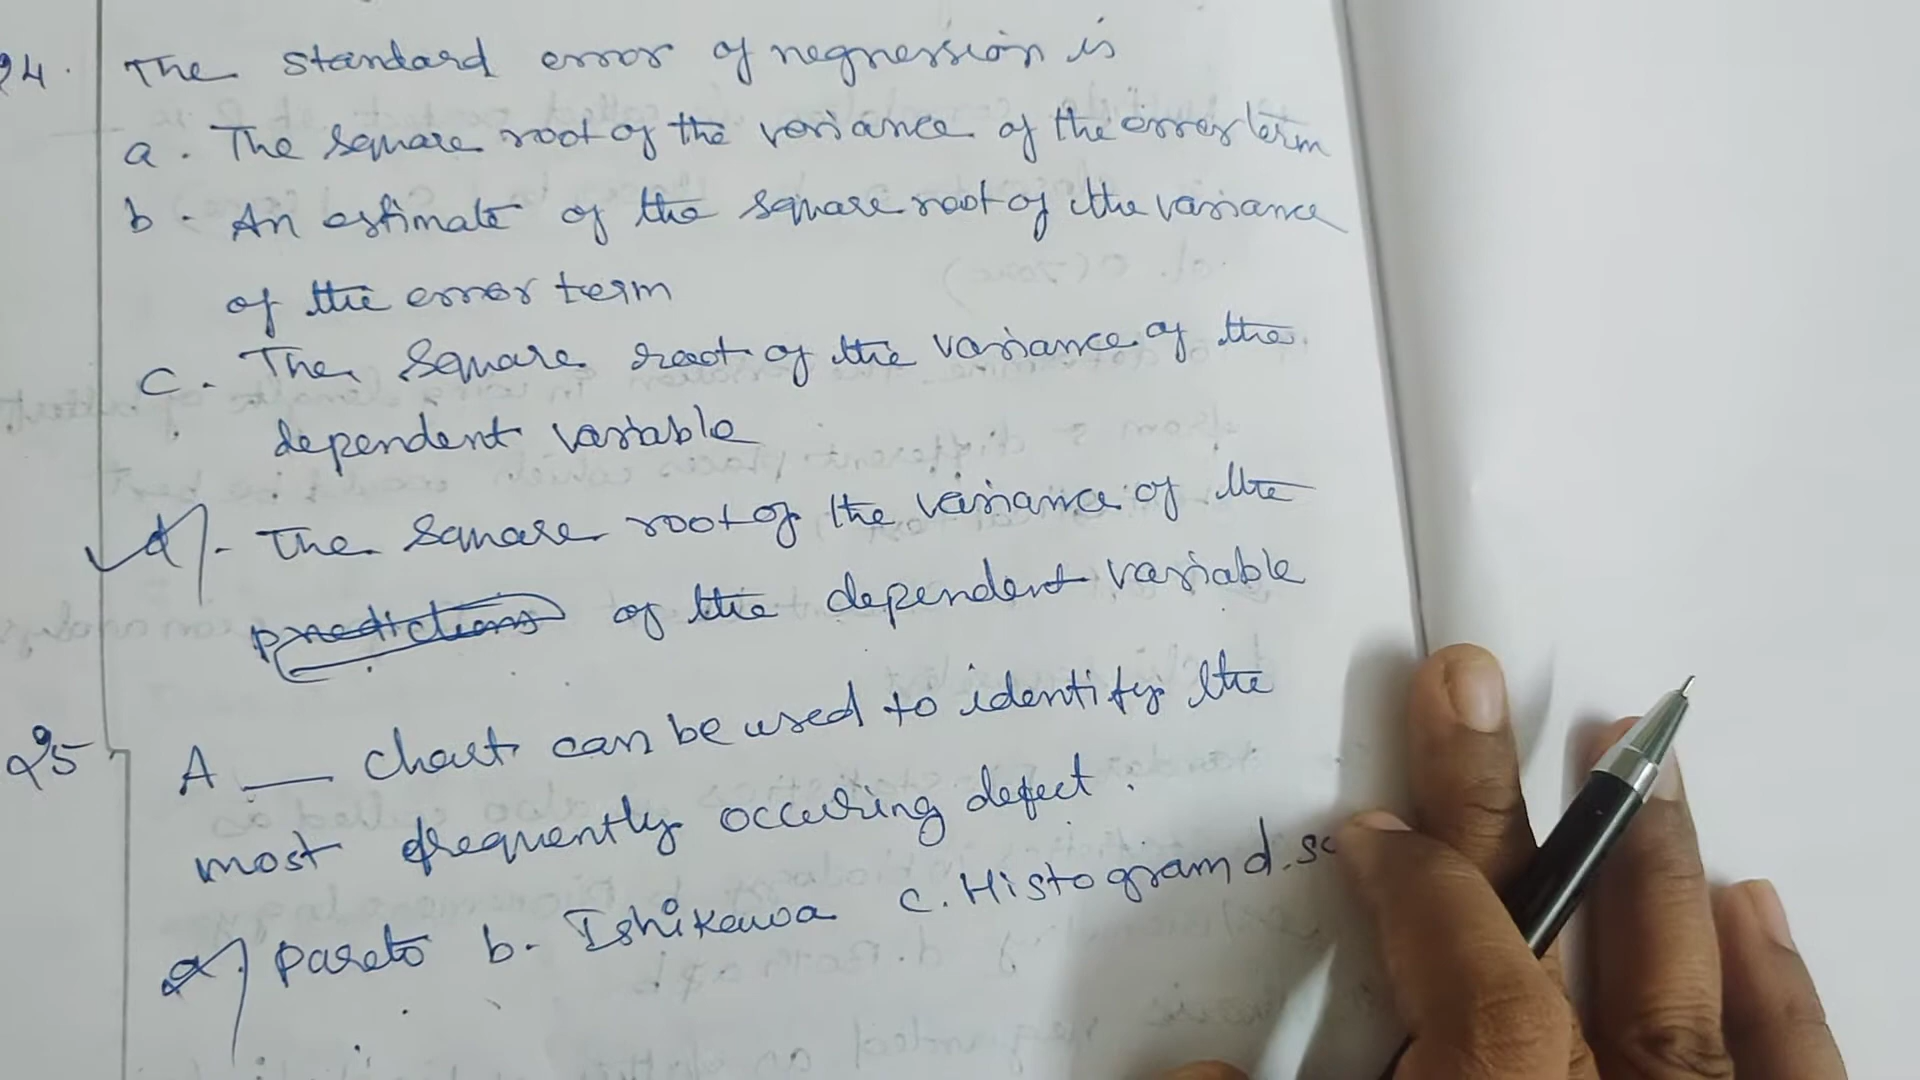 24. The standard error of regression is
a. The square root of the variance of the error term
b. An estimate of the square root of the variance
of the error term
c. The square root of the variance of the
dependent variable
d. The square root of the variance of the
predictions of the dependent variable
25 A ___ chart can be used to identify the
most frequently occuring defect.
a) pareto b. Ishikawa c. Histogram d. sc